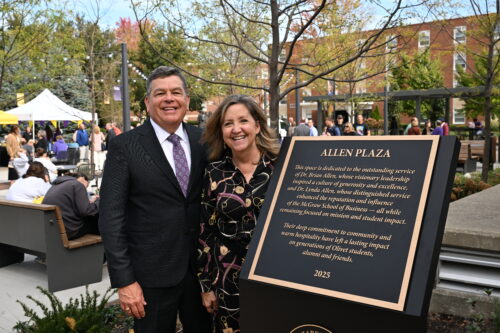 ALLEN PLAZA
This space is dedicated to the outstanding service
of Dr. Brian Allen, whose visionary leadership
inspired a culture of generosity and excellence,
and Dr. Lynda Allen, whose distinguished service
enhanced the reputation and influence
of the McGraw School of Business — all while
remaining focused on mission and student impact.
Their deep commitment to community and
warm hospitality have left a lasting impact
on generations of Olivet students,
alumni and friends.
2025